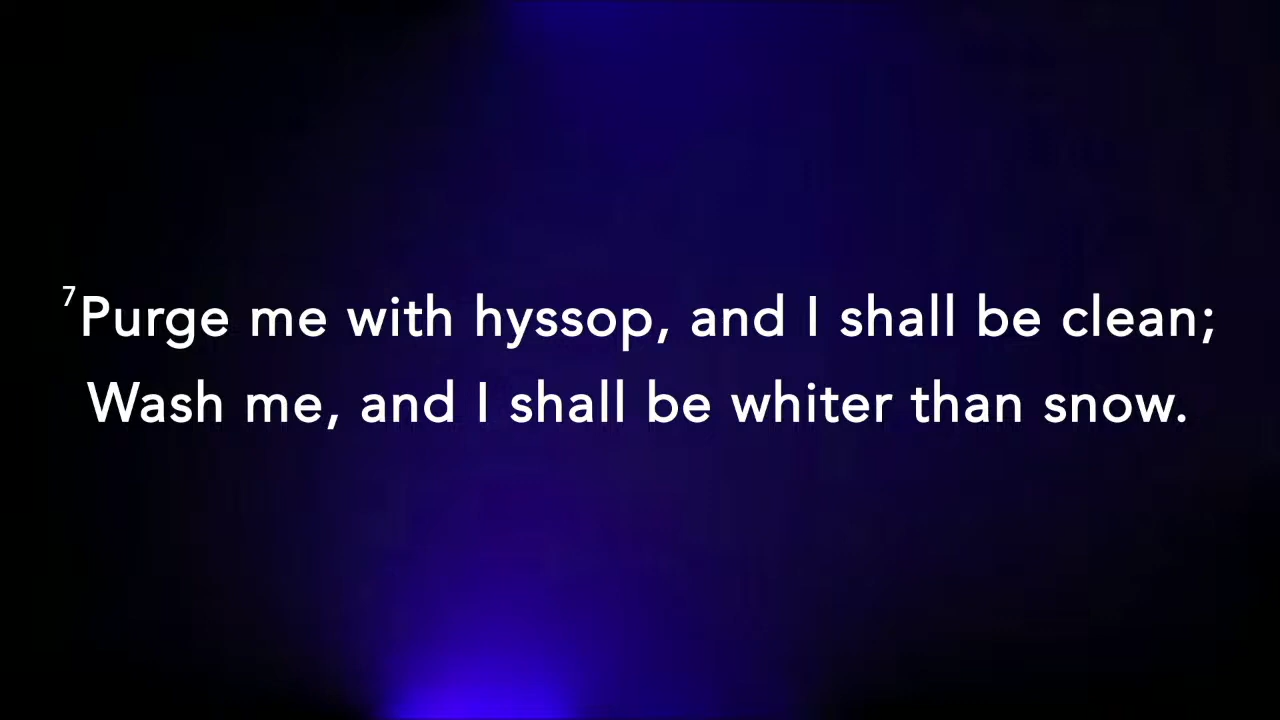 ⁷Purge me with hyssop, and I shall be clean;
Wash me, and I shall be whiter than snow.